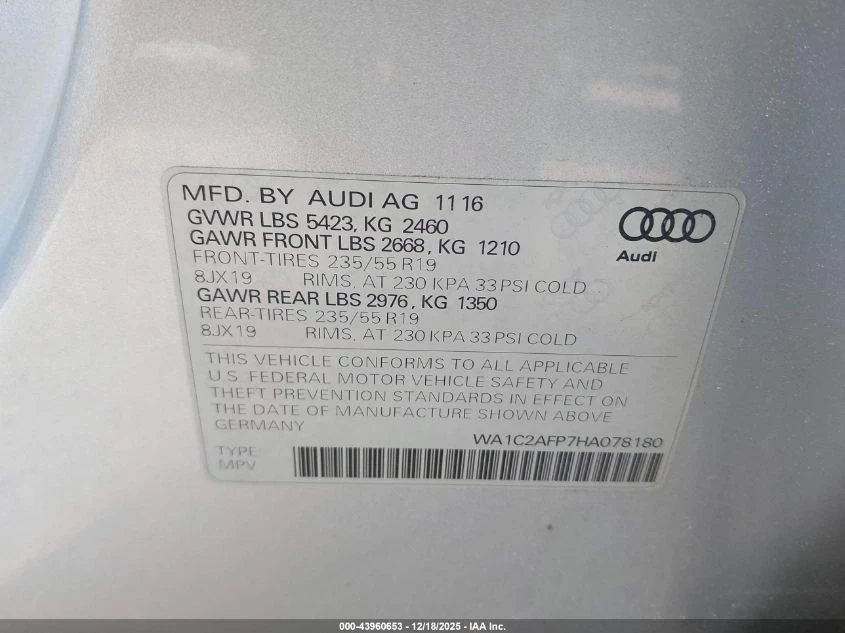 MFD. BY AUDI AG 11 16
GVWR LBS 5423, KG 2460
GAWR FRONT LBS 2668, KG 1210
FRONT-TIRES 235/55 R19
8JX19 RIMS, AT 230 KPA 33 PSI COLD
GAWR REAR LBS 2976, KG 1350
REAR-TIRES 235/55 R19
8JX19 RIMS, AT 230 KPA 33 PSI COLD
Audi
THIS VEHICLE CONFORMS TO ALL APPLICABLE
U.S. FEDERAL MOTOR VEHICLE SAFETY AND
THEFT PREVENTION STANDARDS IN EFFECT ON
THE DATE OF MANUFACTURE SHOWN ABOVE
GERMANY
WA1C2AFP7HA078180
TYPE
MPV
000-43960653 – 12/18/2025 – IAA Inc.